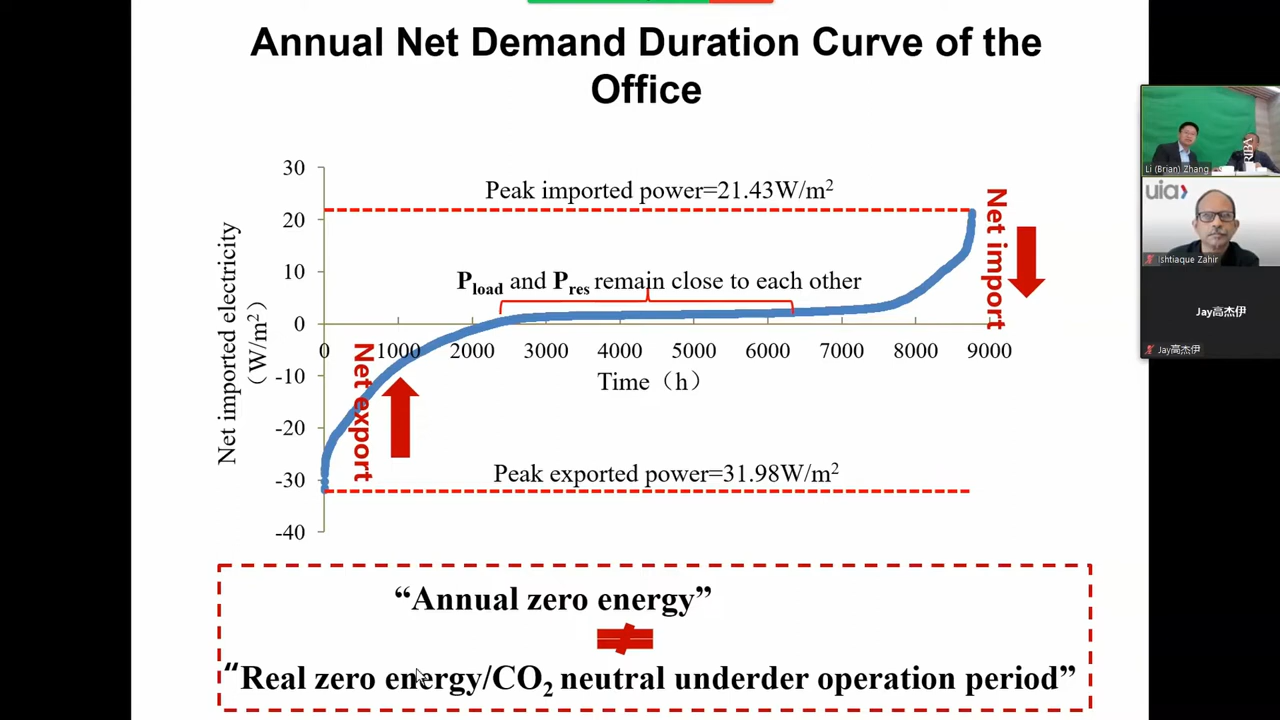 Annual Net Demand Duration Curve of the
Office
30
20
10
0
-10
-20
-30
-40
Net imported electricity
（W/m²）
Peak imported power=21.43W/m²
Pload and Pres remain close to each other
0 1000 2000 3000 4000 5000 6000 7000 8000 9000
Time（h）
Net export
Net import
Peak exported power=31.98W/m²
“Annual zero energy”
≠
“Real zero energy/CO₂ neutral underder operation period”
RIBA
Li (Brian) Zhang
uia
Ishtiaque Zahir
Jay高杰伊
Jay高杰伊